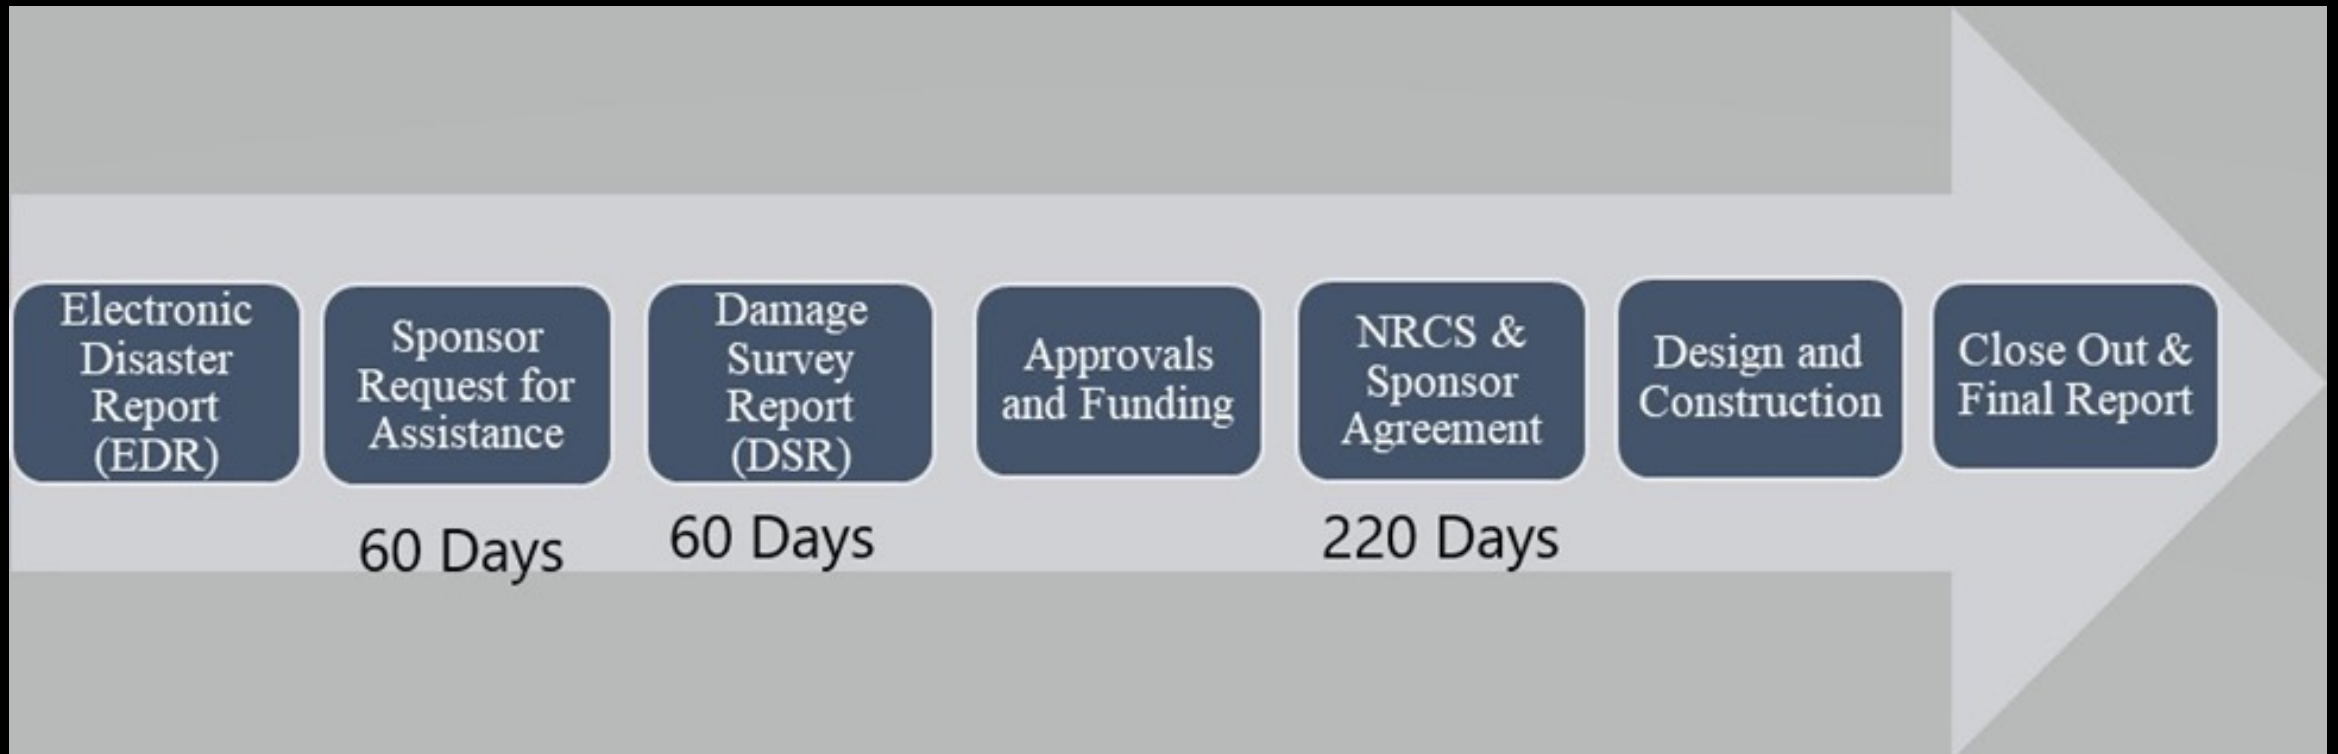 Electronic
Disaster
Report
(EDR)
Sponsor
Request for
Assistance
60 Days
Damage
Survey
Report
(DSR)
60 Days
Approvals
and Funding
NRCS &
Sponsor
Agreement
220 Days
Design and
Construction
Close Out &
Final Report